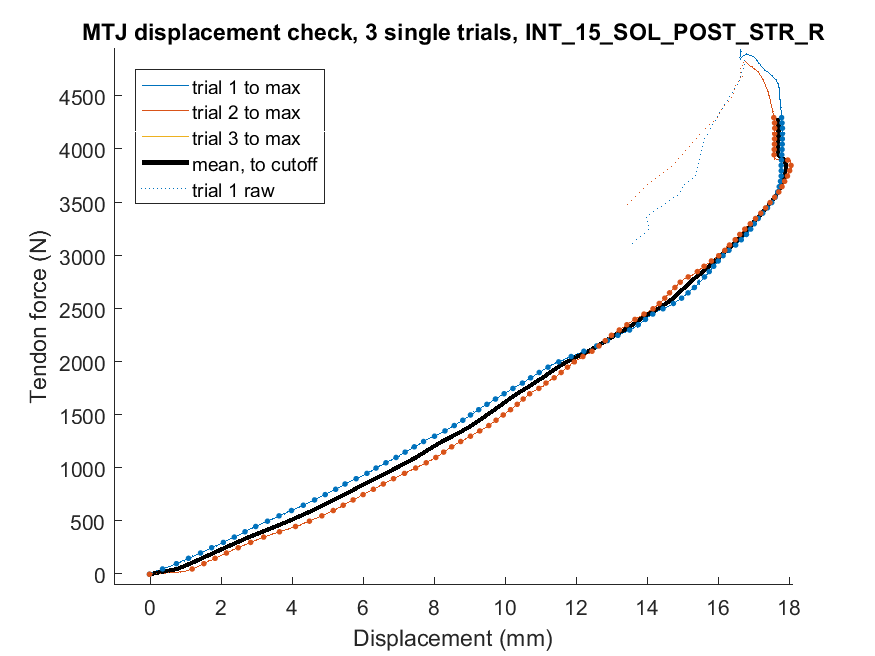 MTJ displacement check, 3 single trials, INT_15_SOL_POST_STR_R
trial 1 to max
trial 2 to max
trial 3 to max
mean, to cutoff
trial 1 raw
4500
4000
3500
3000
2500
2000
1500
1000
500
0
Tendon force (N)
0 2 4 6 8 10 12 14 16 18
Displacement (mm)